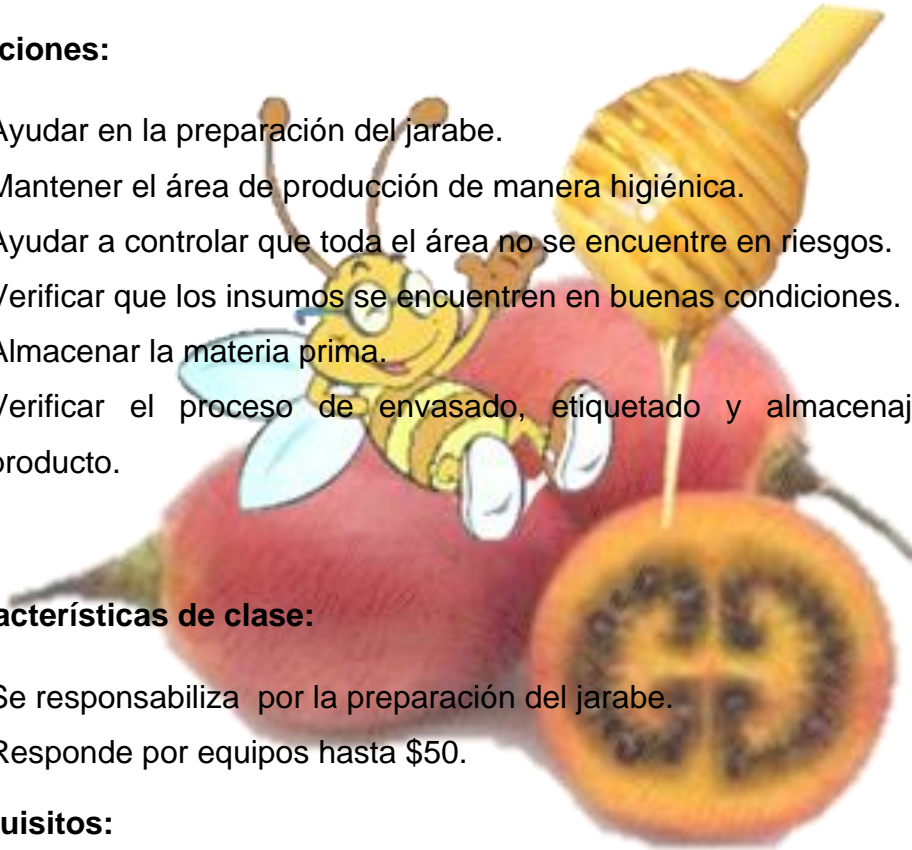 ciones:
Ayudar en la preparación del jarabe.
Mantener el área de producción de manera higiénica.
Ayudar a controlar que toda el área no se encuentre en riesgos.
Verificar que los insumos se encuentren en buenas condiciones.
Almacenar la materia prima.
Verificar el proceso de envasado, etiquetado y almacenaj
producto.
acterísticas de clase:
Se responsabiliza por la preparación del jarabe.
Responde por equipos hasta $50.
uisitos: